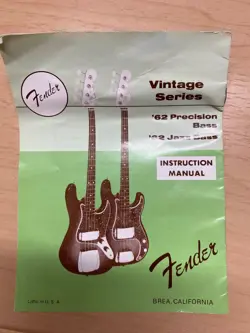 Fender
Vintage
Series
'62 Precision
Bass
'62 Jazz Bass
INSTRUCTION
MANUAL
Fender
BREA, CALIFORNIA